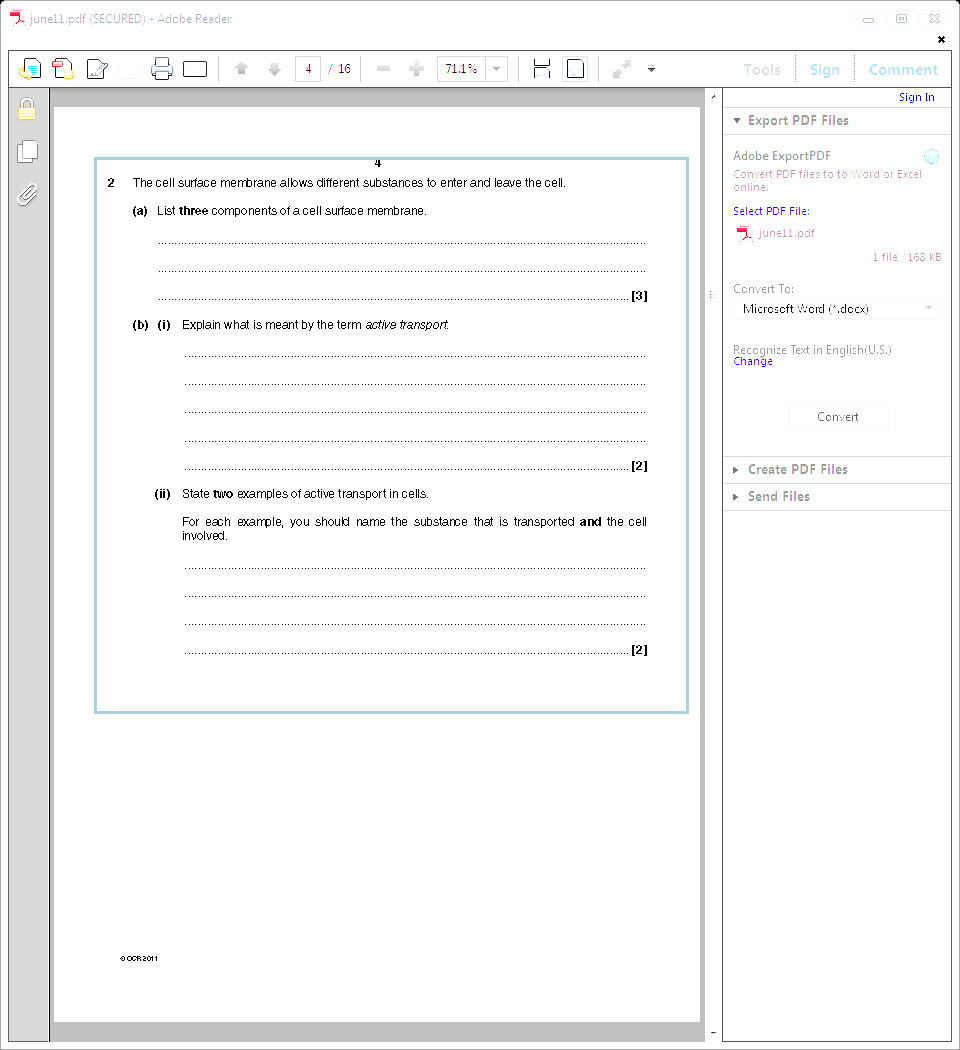 june11.pdf (SECURED) - Adobe Reader
4 / 16 71.1% Tools Sign Comment
Sign In
Export PDF Files
Adobe ExportPDF
Convert PDF files to to Word or Excel
online.
Select PDF File:
june11.pdf
1 file / 168 KB
Convert To:
Microsoft Word (*.docx)
Recognize Text in English(U.S.)
Change
Convert
Create PDF Files
Send Files
4
2 The cell surface membrane allows different substances to enter and leave the cell.
(a) List three components of a cell surface membrane.
[3]
(b) (i) Explain what is meant by the term active transport.
[2]
(ii) State two examples of active transport in cells.
For each example, you should name the substance that is transported and the cell
involved.
[2]
© OCR 2011